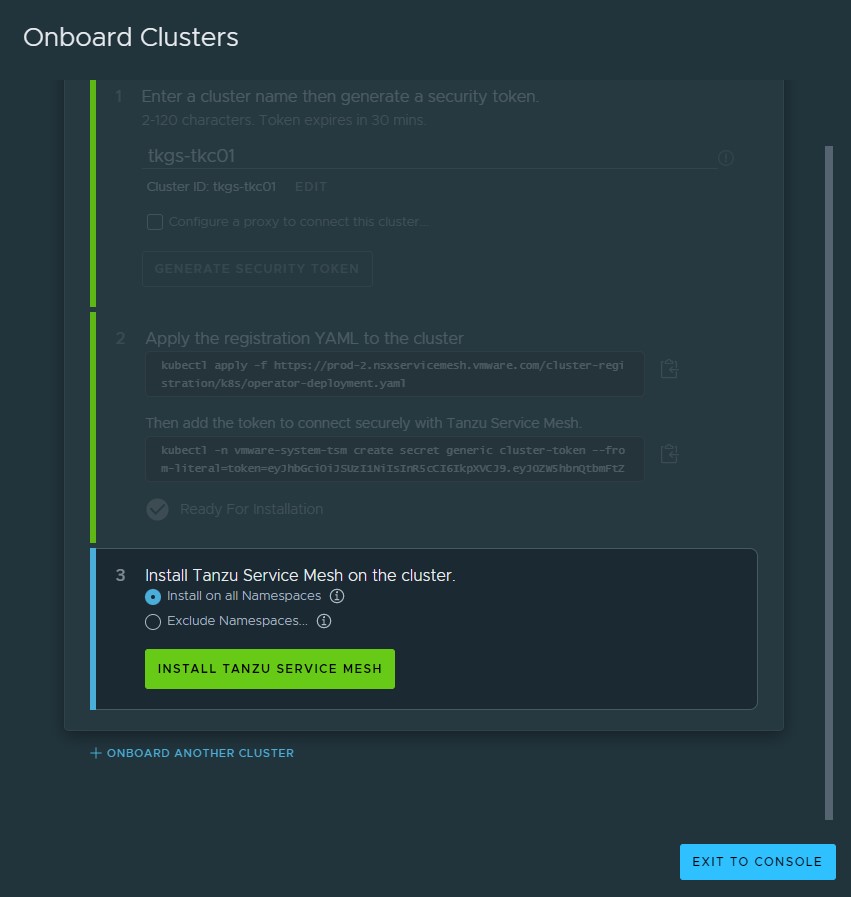 Onboard Clusters
1 Enter a cluster name then generate a security token.
2-120 characters. Token expires in 30 mins.
tkgs-tkc01
Cluster ID: tkgs-tkc01 EDIT
Configure a proxy to connect this cluster...
GENERATE SECURITY TOKEN
2 Apply the registration YAML to the cluster
kubectl apply -f https://prod-2.nsxservicemesh.vmware.com/cluster-regi
stration/k8s/operator-deployment.yaml
Then add the token to connect securely with Tanzu Service Mesh.
kubectl -n vmware-system-tsm create secret generic cluster-token --fro
m-literal=token=eyJhbGciOiJSUzI1NiIsInR5cCI6IkpXVCJ9.eyJ0ZW5hbnQtbmFtZ
Ready For Installation
3 Install Tanzu Service Mesh on the cluster.
Install on all Namespaces
Exclude Namespaces...
INSTALL TANZU SERVICE MESH
+ ONBOARD ANOTHER CLUSTER
EXIT TO CONSOLE